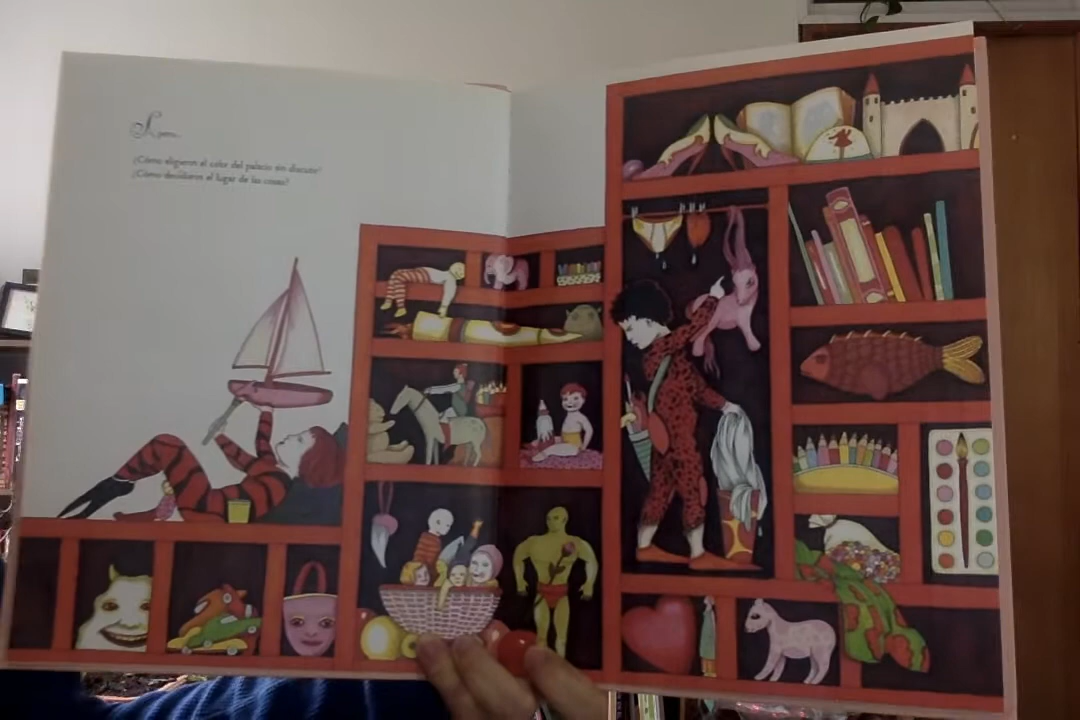 ¿Cómo eligieron el color del palacio sin discutir?
¿Cómo decidieron el lugar de las cosas?